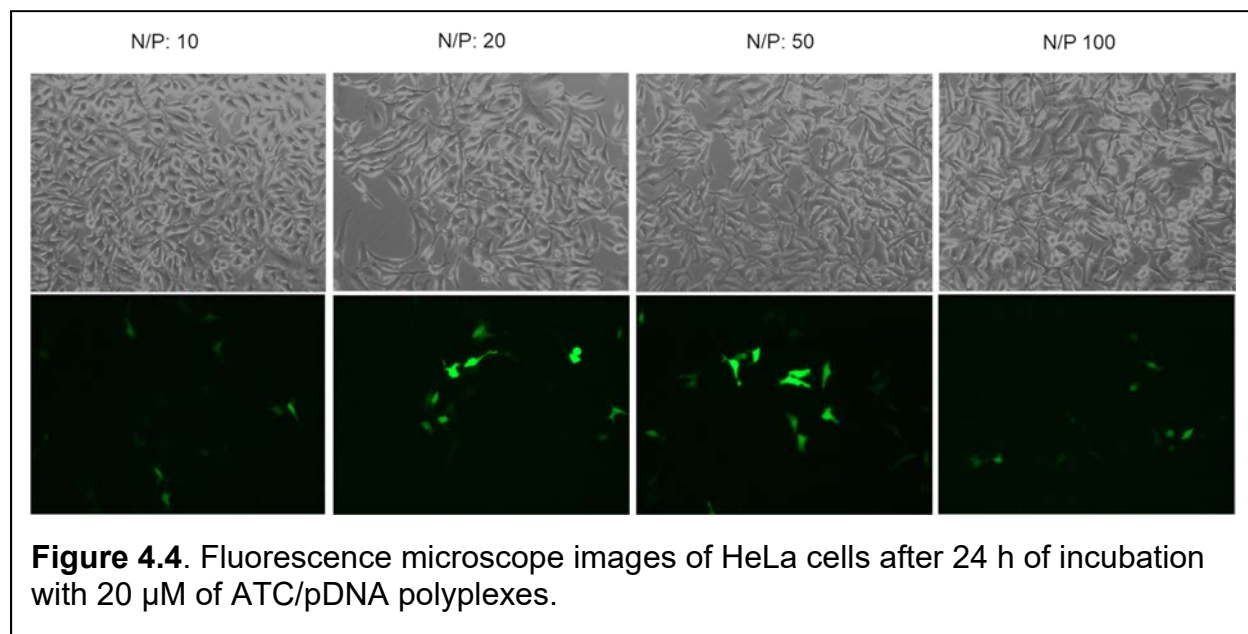 N/P: 10 N/P: 20 N/P: 50 N/P 100
Figure 4.4. Fluorescence microscope images of HeLa cells after 24 h of incubation
with 20 µM of ATC/pDNA polyplexes.